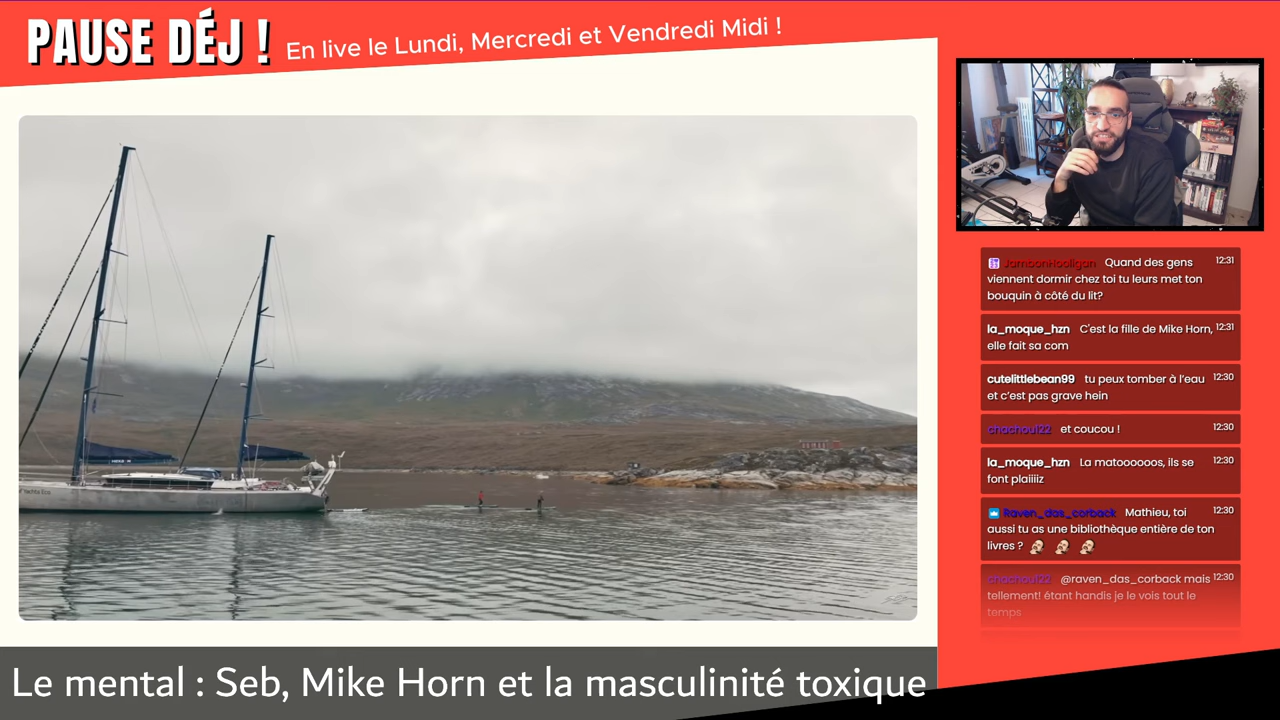 PAUSE DÉJ !
En live le Lundi, Mercredi et Vendredi Midi !
JambonHooligan Quand des gens 12:31
viennent dormir chez toi tu leurs met ton
bouquin à côté du lit?
la_moque_hzn C'est la fille de Mike Horn, 12:31
elle fait sa com
cutelittlebean99 tu peux tomber à l'eau 12:30
et c'est pas grave hein
chachou122 et coucou ! 12:30
la_moque_hzn La matoooooos, ils se 12:30
font plaiiiiz
Raven_das_corback Mathieu, toi 12:30
aussi tu as une bibliothèque entière de ton
livres ?
chachou122 @raven_das_corback mais 12:30
tellement! étant handis je le vois tout le
temps
Le mental : Seb, Mike Horn et la masculinité toxique